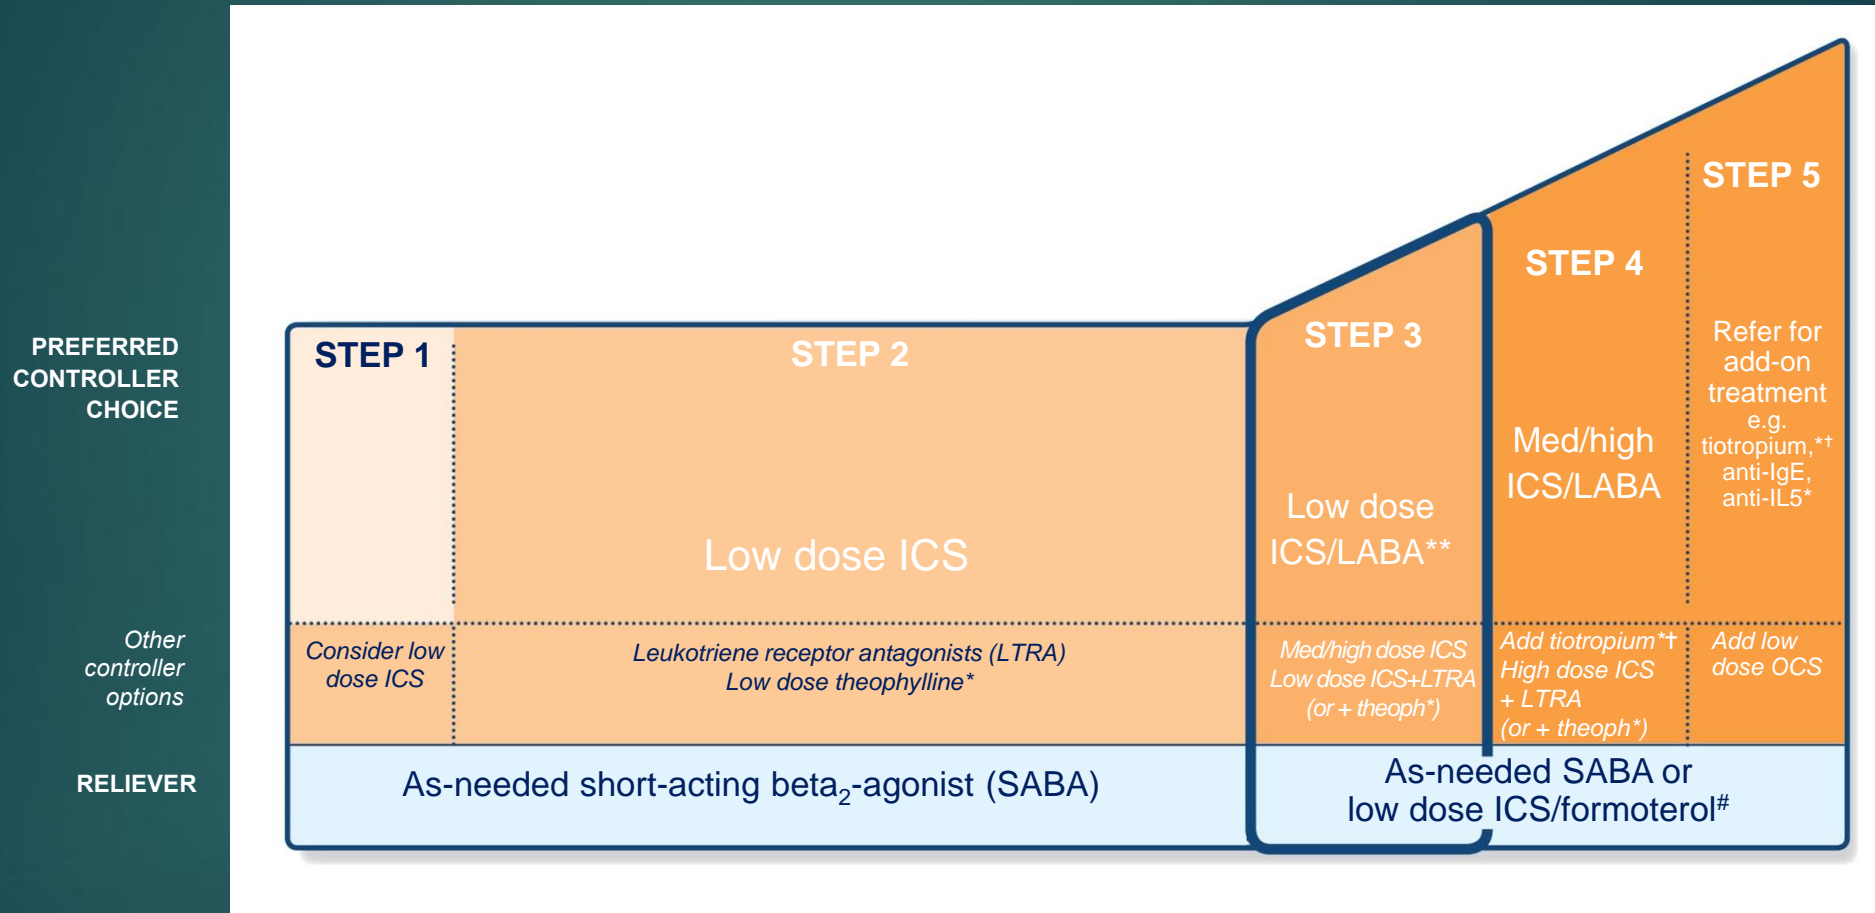 PREFERRED
CONTROLLER
CHOICE
STEP 1
STEP 2
Low dose ICS
STEP 3
Low dose
ICS/LABA**
STEP 4
Med/high
ICS/LABA
STEP 5
Refer for
add-on
treatment
e.g.
tiotropium,*†
anti-IgE,
anti-IL5*
Other
controller
options
Consider low
dose ICS
Leukotriene receptor antagonists (LTRA)
Low dose theophylline*
Med/high dose ICS
Low dose ICS+LTRA
(or + theoph*)
Add tiotropium*†
High dose ICS
+ LTRA
(or + theoph*)
Add low
dose OCS
RELIEVER
As-needed short-acting beta₂-agonist (SABA)
As-needed SABA or
low dose ICS/formoterol#